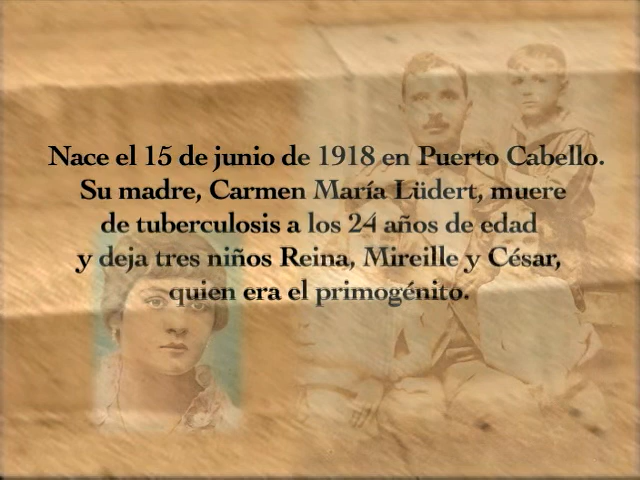 Nace el 15 de junio de 1918 en Puerto Cabello.
Su madre, Carmen María Lüdert, muere
de tuberculosis a los 24 años de edad
y deja tres niños Reina, Mireille y César,
quien era el primogénito.